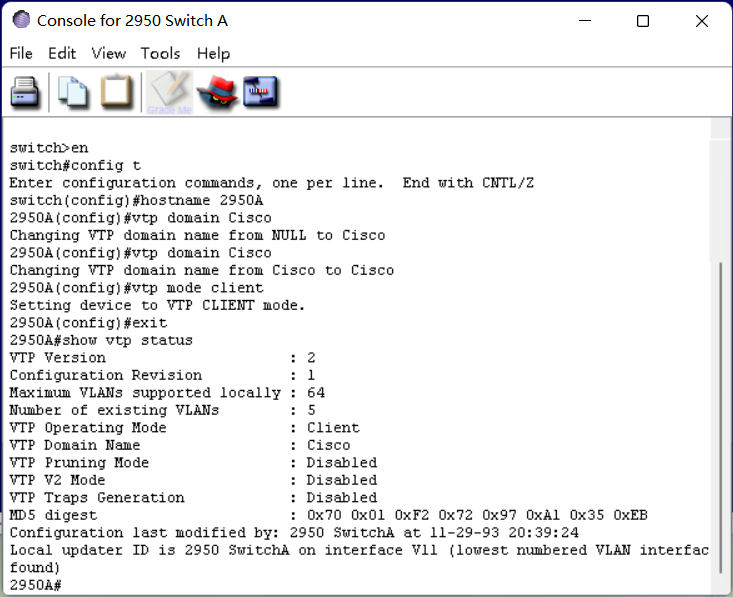 Console for 2950 Switch A
File Edit View Tools Help
Grade Me
switch>en
switch#config t
Enter configuration commands, one per line.  End with CNTL/Z
switch(config)#hostname 2950A
2950A(config)#vtp domain Cisco
Changing VTP domain name from NULL to Cisco
2950A(config)#vtp domain Cisco
Changing VTP domain name from Cisco to Cisco
2950A(config)#vtp mode client
Setting device to VTP CLIENT mode.
2950A(config)#exit
2950A#show vtp status
VTP Version                     : 2
Configuration Revision          : 1
Maximum VLANs supported locally : 64
Number of existing VLANs        : 5
VTP Operating Mode              : Client
VTP Domain Name                 : Cisco
VTP Pruning Mode                : Disabled
VTP V2 Mode                     : Disabled
VTP Traps Generation            : Disabled
MD5 digest                      : 0x70 0x01 0xF2 0x72 0x97 0xA1 0x35 0xEB
Configuration last modified by: 2950 SwitchA at 11-29-93 20:39:24
Local updater ID is 2950 SwitchA on interface Vl1 (lowest numbered VLAN interfac
found)
2950A#